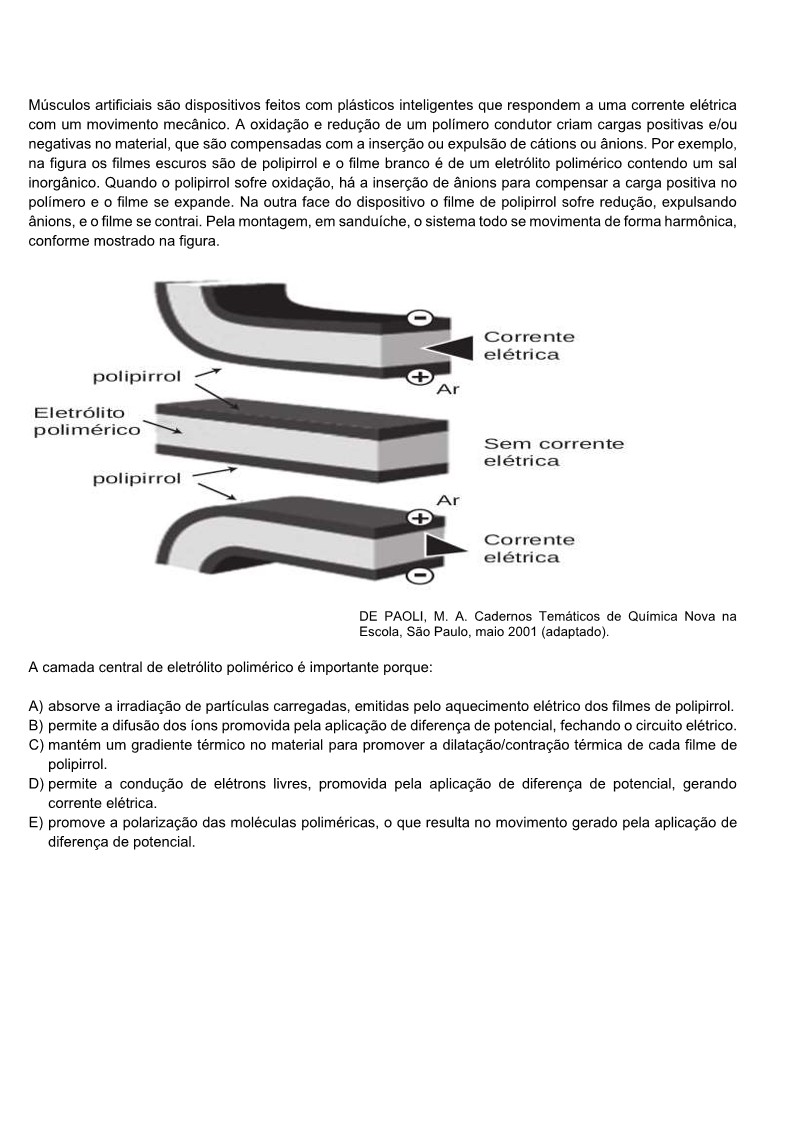 Músculos artificiais são dispositivos feitos com plásticos inteligentes que respondem a uma corrente elétrica
com um movimento mecânico. A oxidação e redução de um polímero condutor criam cargas positivas e/ou
negativas no material, que são compensadas com a inserção ou expulsão de cátions ou ânions. Por exemplo,
na figura os filmes escuros são de polipirrol e o filme branco é de um eletrólito polimérico contendo um sal
inorgânico. Quando o polipirrol sofre oxidação, há a inserção de ânions para compensar a carga positiva no
polímero e o filme se expande. Na outra face do dispositivo o filme de polipirrol sofre redução, expulsando
ânions, e o filme se contrai. Pela montagem, em sanduíche, o sistema todo se movimenta de forma harmônica,
conforme mostrado na figura.
−
Corrente
elétrica
+
Ar
polipirrol
Eletrólito
polimérico
Sem corrente
elétrica
polipirrol
Ar
+
Corrente
elétrica
−
DE PAOLI, M. A. Cadernos Temáticos de Química Nova na
Escola, São Paulo, maio 2001 (adaptado).
A camada central de eletrólito polimérico é importante porque:
A) absorve a irradiação de partículas carregadas, emitidas pelo aquecimento elétrico dos filmes de polipirrol.
B) permite a difusão dos íons promovida pela aplicação de diferença de potencial, fechando o circuito elétrico.
C) mantém um gradiente térmico no material para promover a dilatação/contração térmica de cada filme de
polipirrol.
D) permite a condução de elétrons livres, promovida pela aplicação de diferença de potencial, gerando
corrente elétrica.
E) promove a polarização das moléculas poliméricas, o que resulta no movimento gerado pela aplicação de
diferença de potencial.